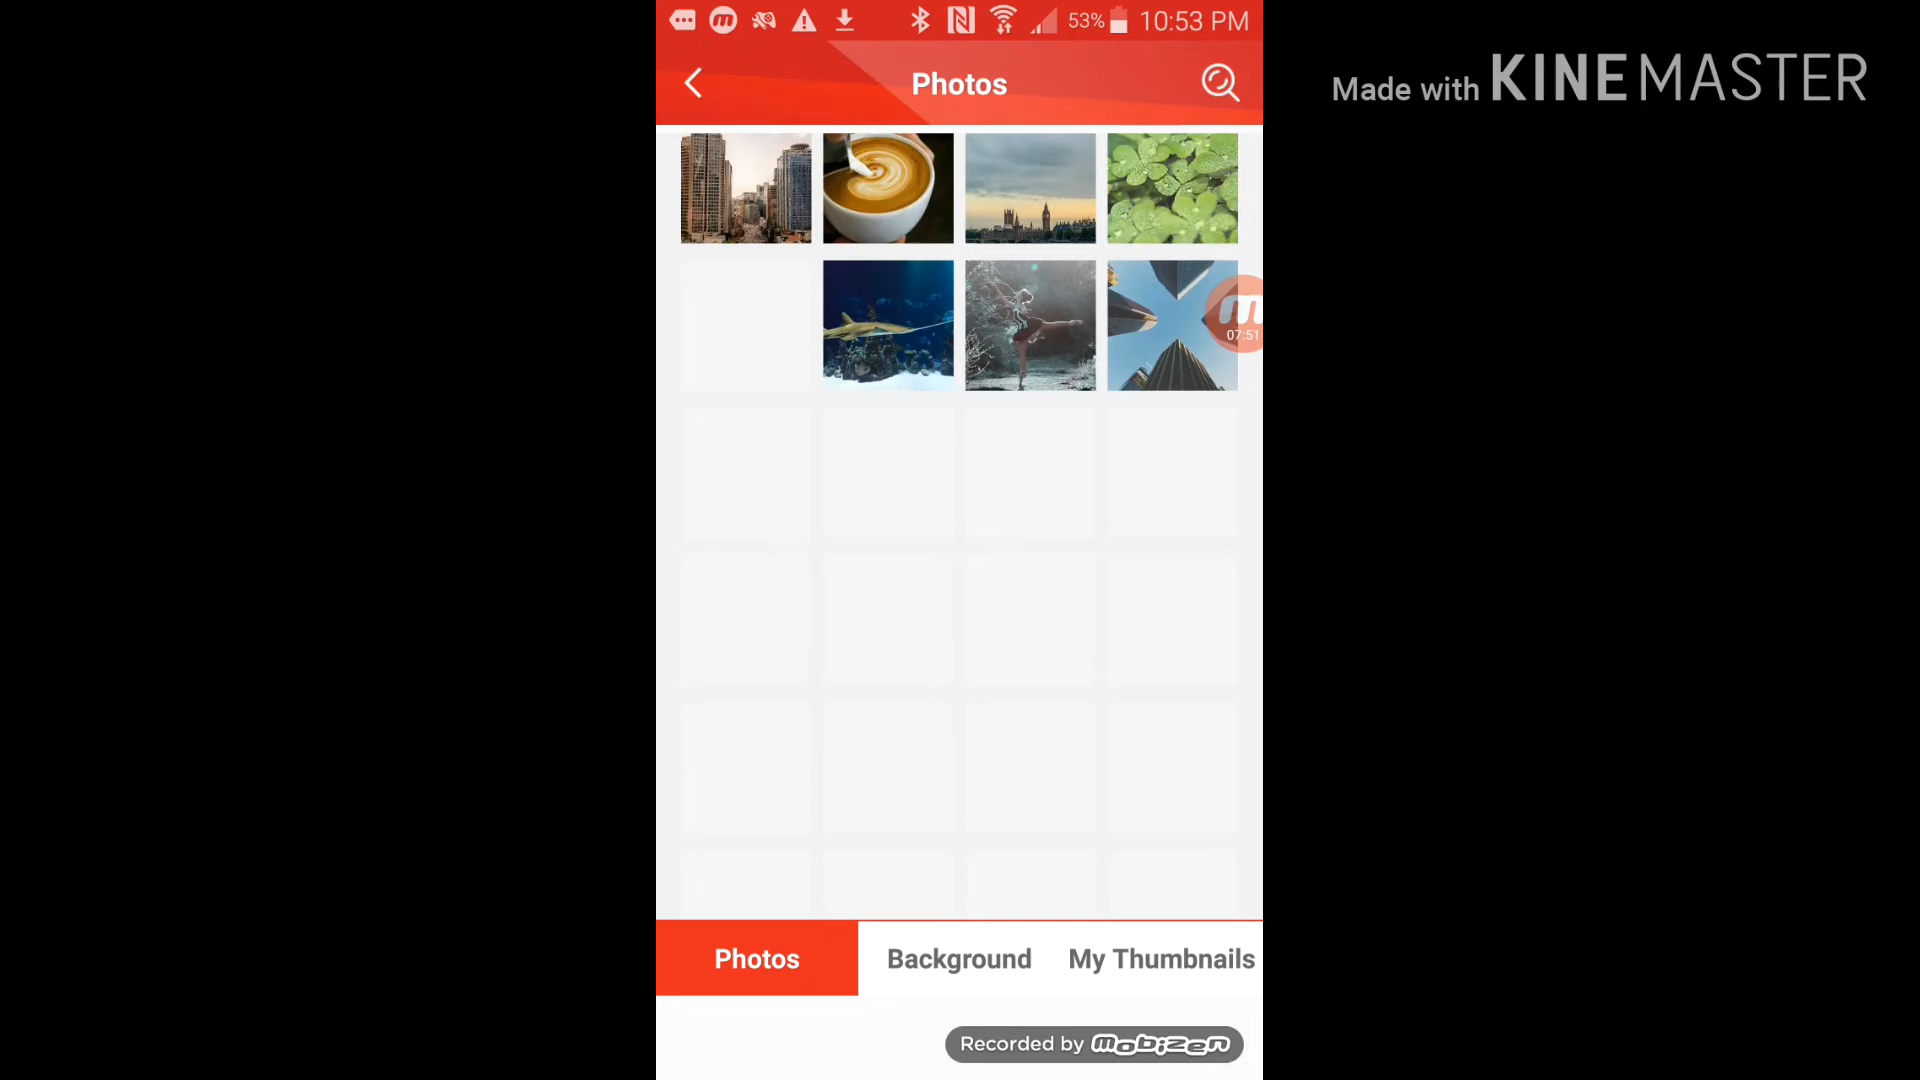 53% 10:53 PM
Made with KINEMASTER
Photos
07:51
Photos Background My Thumbnails
Recorded by mobizen